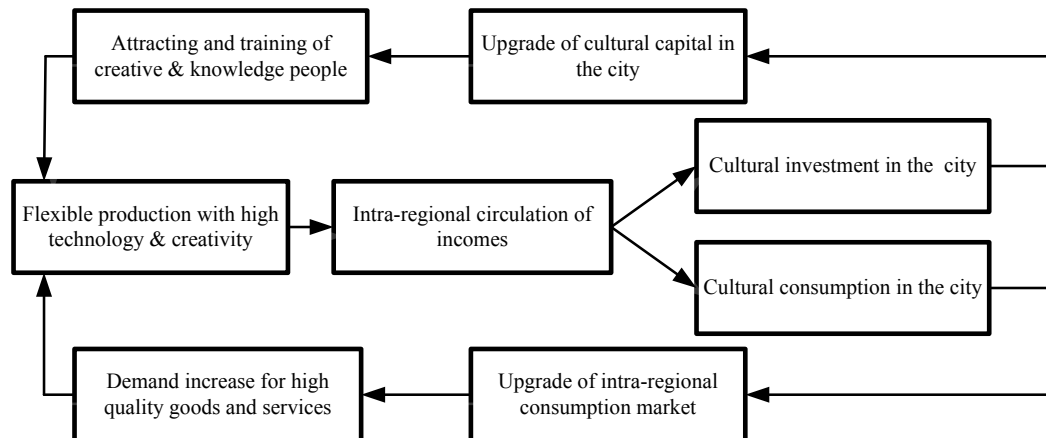 Attracting and training of
creative & knowledge people
Upgrade of cultural capital in
the city
Cultural investment in the city
Flexible production with high
technology & creativity
Intra-regional circulation of
incomes
Cultural consumption in the city
Demand increase for high
quality goods and services
Upgrade of intra-regional
consumption market